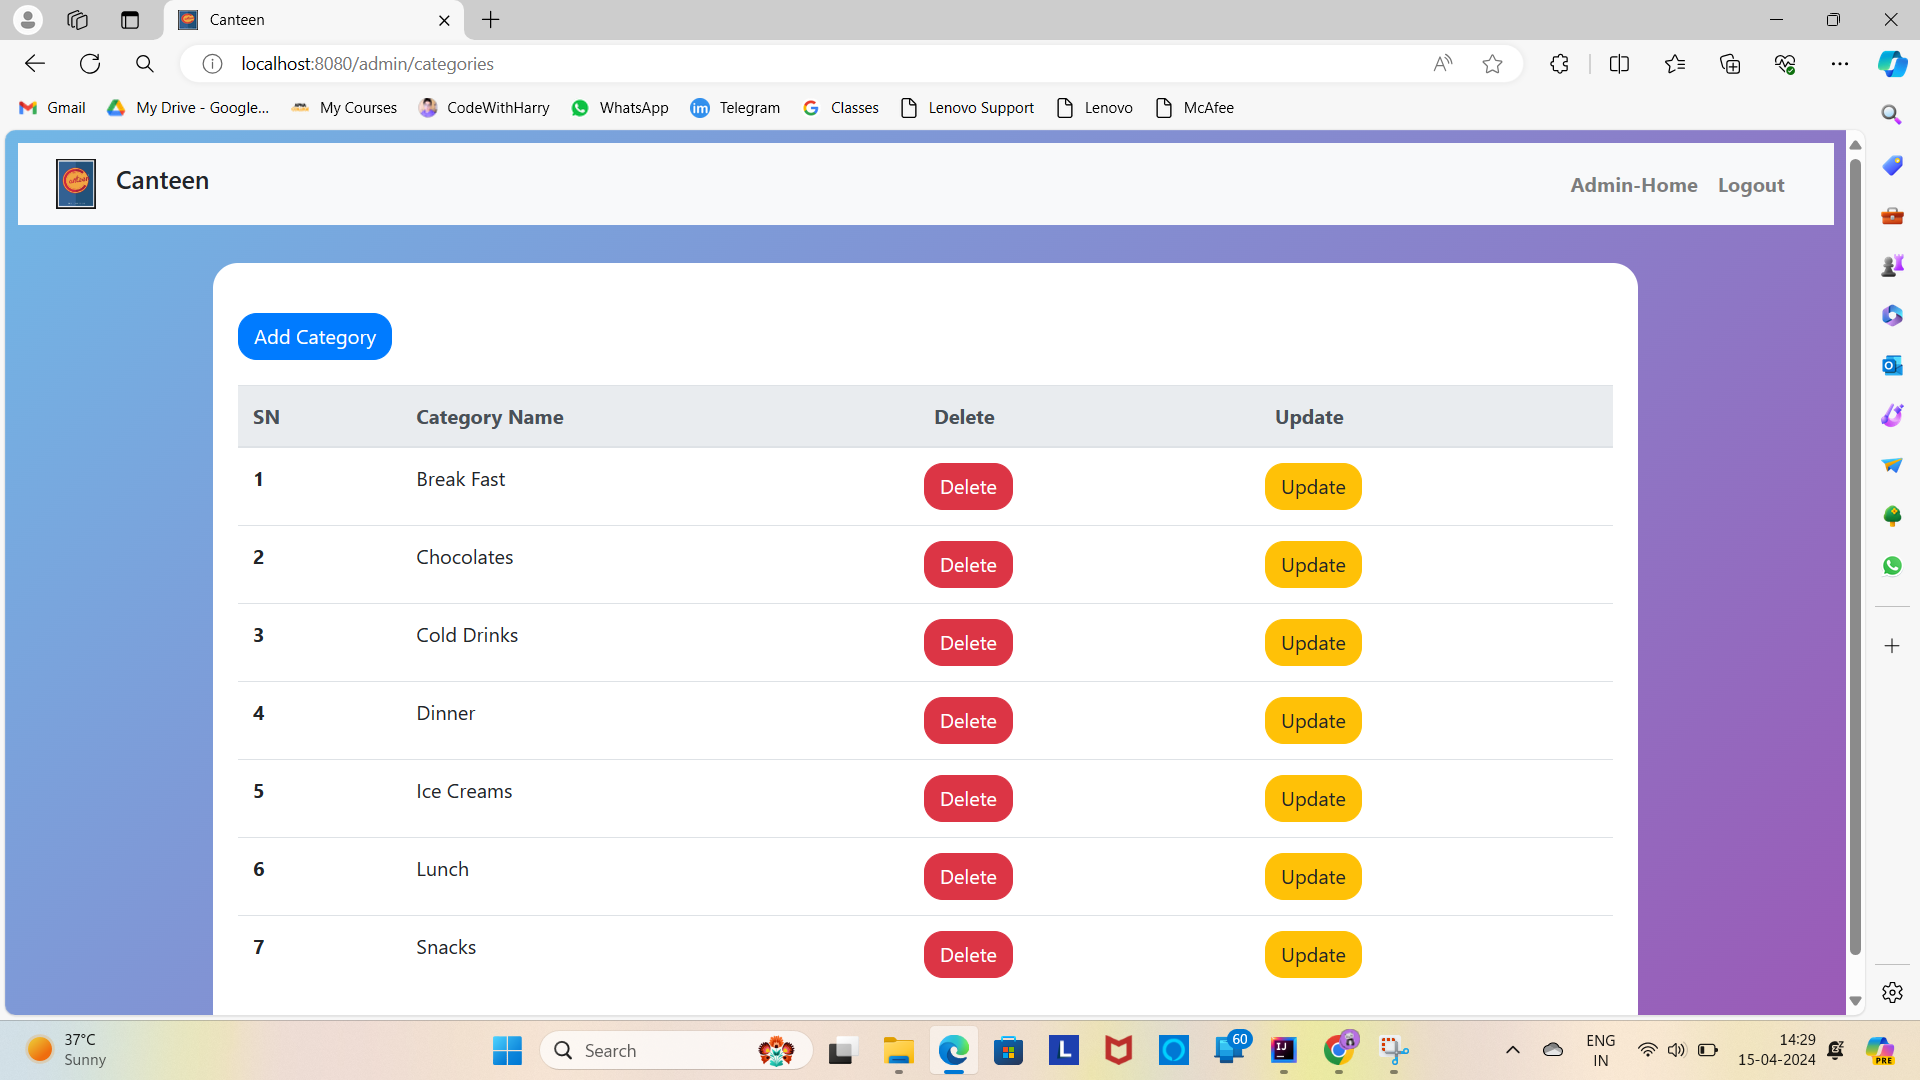 Canteen
localhost:8080/admin/categories
Gmail My Drive - Google... My Courses CodeWithHarry WhatsApp Telegram Classes Lenovo Support Lenovo McAfee
Canteen Admin-Home Logout
Add Category
SN Category Name Delete Update
1 Break Fast Delete Update
2 Chocolates Delete Update
3 Cold Drinks Delete Update
4 Dinner Delete Update
5 Ice Creams Delete Update
6 Lunch Delete Update
7 Snacks Delete Update
37°C
Sunny
Search
60
ENG
IN
14:29
15-04-2024
PRE